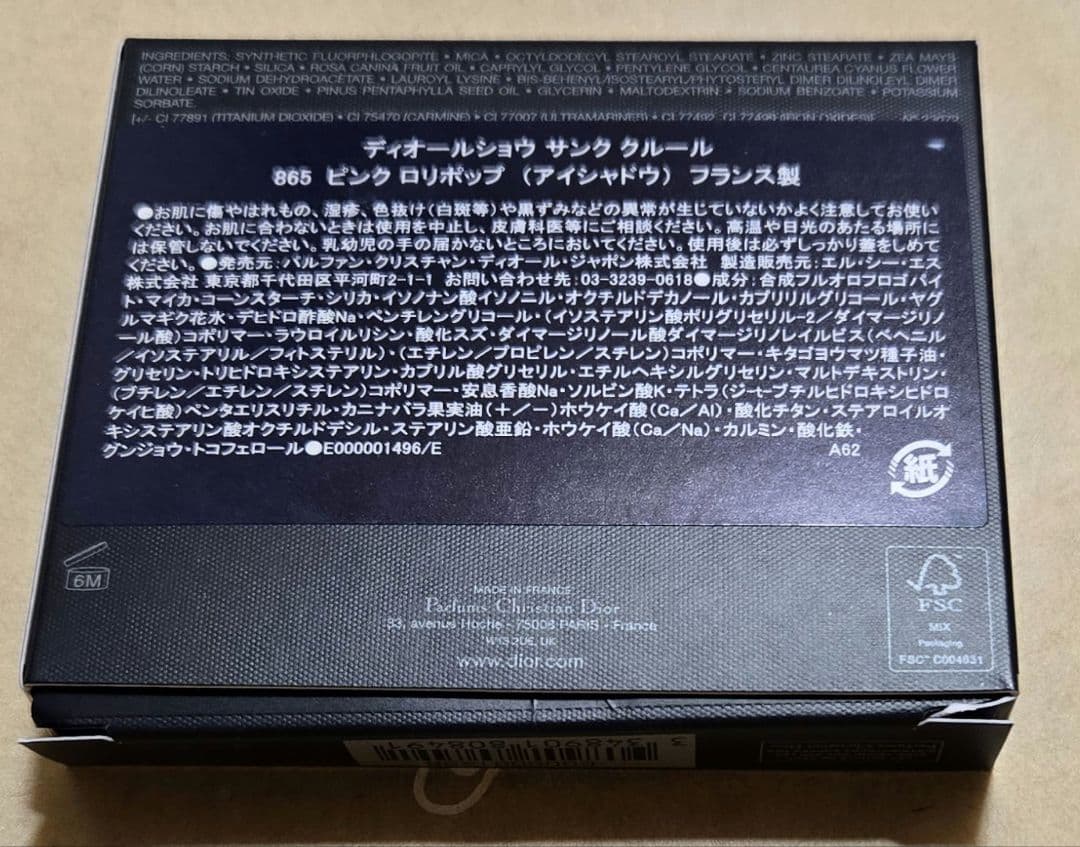 INGREDIENTS: SYNTHETIC FLUORPHLOGOPITE • MICA • OCTYLDODECYL STEAROYL STEARATE • ZINC STEARATE • ZEA MAYS
(CORN) STARCH • SILICA • ROSA CANINA FRUIT OIL • CAPRYLYL GLYCOL • PENTYLENE GLYCOL • CENTAUREA CYANUS FLOWER
WATER • SODIUM DEHYDROACETATE • LAUROYL LYSINE • BIS-BEHENYL/ISOSTEARYL/PHYTOSTERYL DIMER DILINOLEYL DIMER
DILINOLEATE • TIN OXIDE • PINUS PENTAPHYLLA SEED OIL • GLYCERIN • MALTODEXTRIN • SODIUM BENZOATE • POTASSIUM
SORBATE.
[+/- CI 77891 (TITANIUM DIOXIDE) • CI 75470 (CARMINE) • CI 77007 (ULTRAMARINES) • CI 77492, CI 77499 (IRON OXIDES)]
ディオールショウ サンク クルール
865 ピンク ロリポップ (アイシャドウ) フランス製
●お肌に傷やはれもの、湿疹、色抜け(白斑等)や黒ずみなどの異常が生じていないかよく注意してお使い
ください。お肌に合わないときは使用を中止し、皮膚科医等にご相談ください。高温や日光のあたる場所に
は保管しないでください。乳幼児の手の届かないところにおいてください。使用後は必ずしっかり蓋をしめて
ください。●発売元:パルファン・クリスチャン・ディオール・ジャポン株式会社 製造販売元:エル・シー・エス
株式会社 東京都千代田区平河町2-1-1 お問い合わせ先:03-3239-0618●成分:合成フルオロフロゴパイ
ト・マイカ・コーンスターチ・シリカ・イソノナン酸イソノニル・オクチルドデカノール・カプリリルグリコール・ヤグ
ルマギク花水・デヒドロ酢酸Na・ペンチレングリコール・(イソステアリン酸ポリグリセリル-2/ダイマージリノ
ール酸)コポリマー・ラウロイルリシン・酸化スズ・ダイマージリノール酸ダイマージリノレイルビス(ベヘニル
/イソステアリル/フィトステリル)・(エチレン/プロピレン/スチレン)コポリマー・キタゴヨウマツ種子油・
グリセリン・トリヒドロキシステアリン・カプリル酸グリセリル・エチルヘキシルグリセリン・マルトデキストリン・
(ブチレン/エチレン/スチレン)コポリマー・安息香酸Na・ソルビン酸K・テトラ(ジ-t-ブチルヒドロキシヒドロ
ケイヒ酸)ペンタエリスリチル・カニナバラ果実油(+/-)ホウケイ酸(Ca/Al)・酸化チタン・ステアロイルオ
キシステアリン酸オクチルドデシル・ステアリン酸亜鉛・ホウケイ酸(Ca/Na)・カルミン・酸化鉄・
グンジョウ・トコフェロール●E000001496/E
A62
紙
6M
MADE IN FRANCE
Parfums Christian Dior
33, avenue Hoche - 75008 PARIS - France
W1S 2UE, UK
www.dior.com
FSC
MIX
Packaging
FSC™ C004631